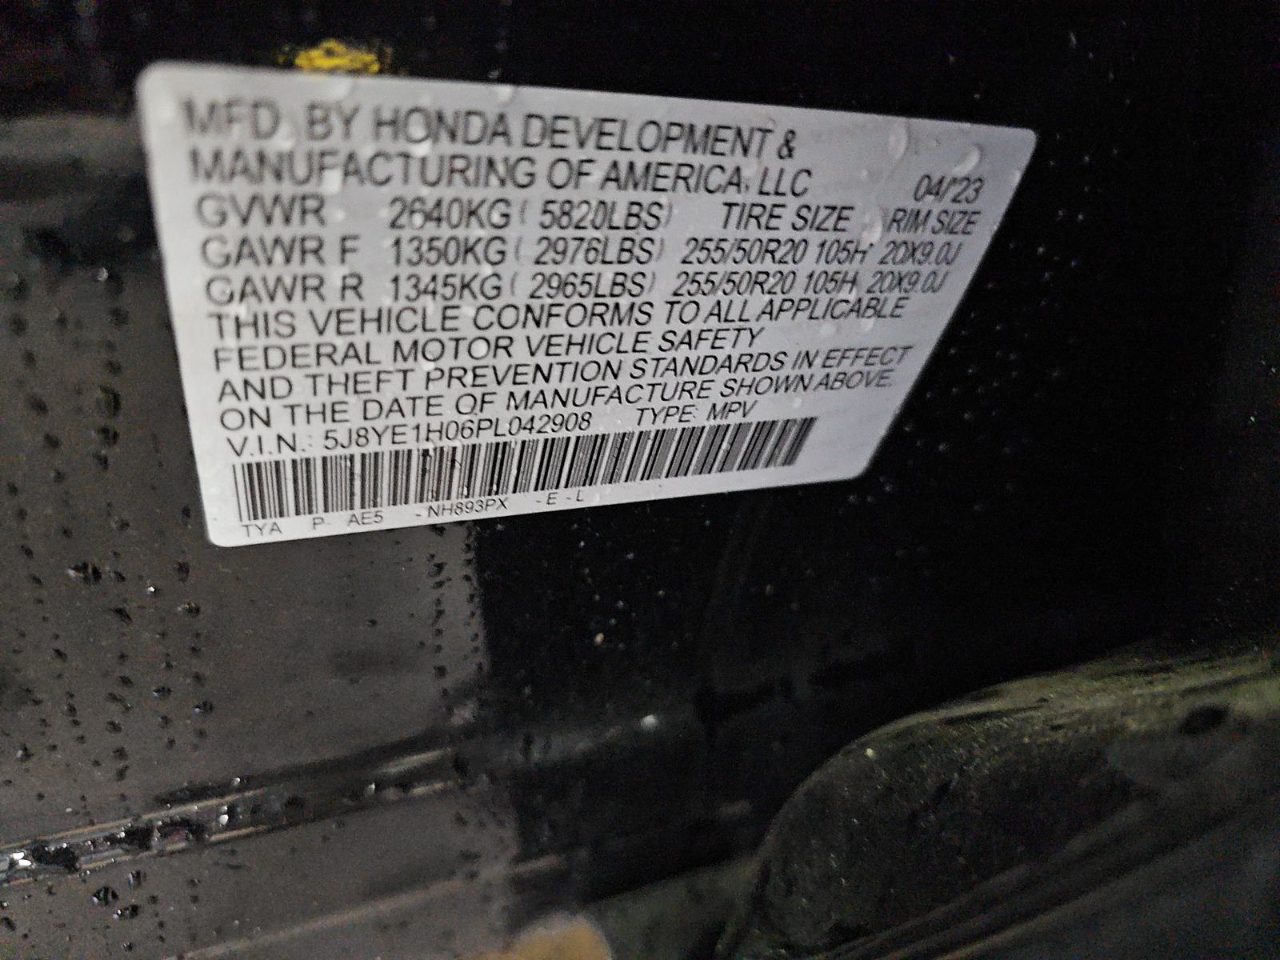 MFD. BY HONDA DEVELOPMENT &
MANUFACTURING OF AMERICA, LLC 04/'23
GVWR 2640KG ( 5820LBS) TIRE SIZE RIM SIZE
GAWR F 1350KG ( 2976LBS) 255/50R20 105H 20X9.0J
GAWR R 1345KG ( 2965LBS) 255/50R20 105H 20X9.0J
THIS VEHICLE CONFORMS TO ALL APPLICABLE
FEDERAL MOTOR VEHICLE SAFETY
AND THEFT PREVENTION STANDARDS IN EFFECT
ON THE DATE OF MANUFACTURE SHOWN ABOVE.
V.I.N.: 5J8YE1H06PL042908 TYPE: MPV
TYA P AE5 - NH893PX - E - L